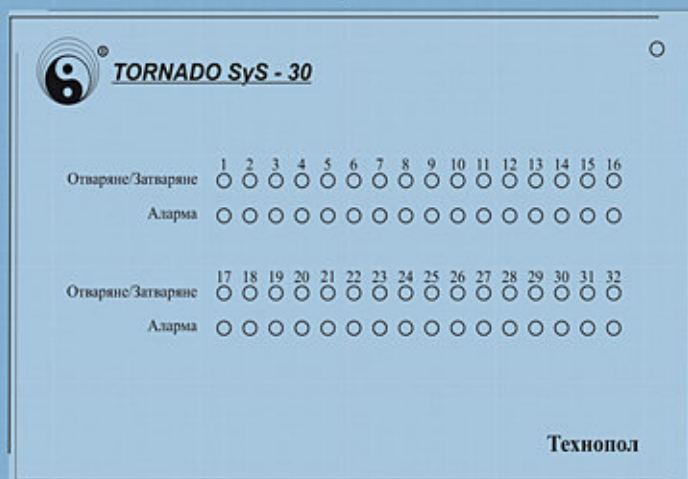 ®
TORNADO SyS - 30
1 2 3 4 5 6 7 8 9 10 11 12 13 14 15 16
Отваряне/Затваряне
Аларма
17 18 19 20 21 22 23 24 25 26 27 28 29 30 31 32
Отваряне/Затваряне
Аларма
Технопол